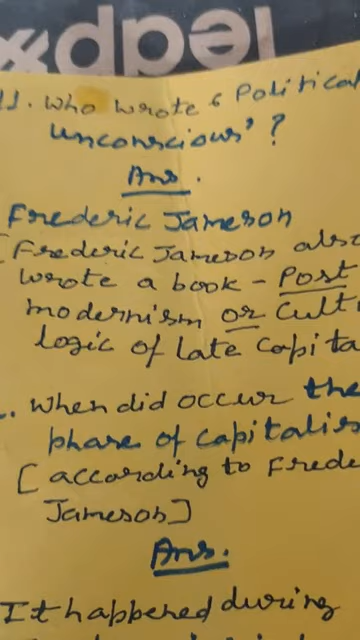 11. Who wrote ' Political
Unconscious' ?
Ans.
Frederic Jameson
[Frederic Jameson also
wrote a book - Post
modernism or Cult
logic of late Capita
When did occur the
phase of Capitalis
[according to Frede
Jameson]
Ans.
It happened during